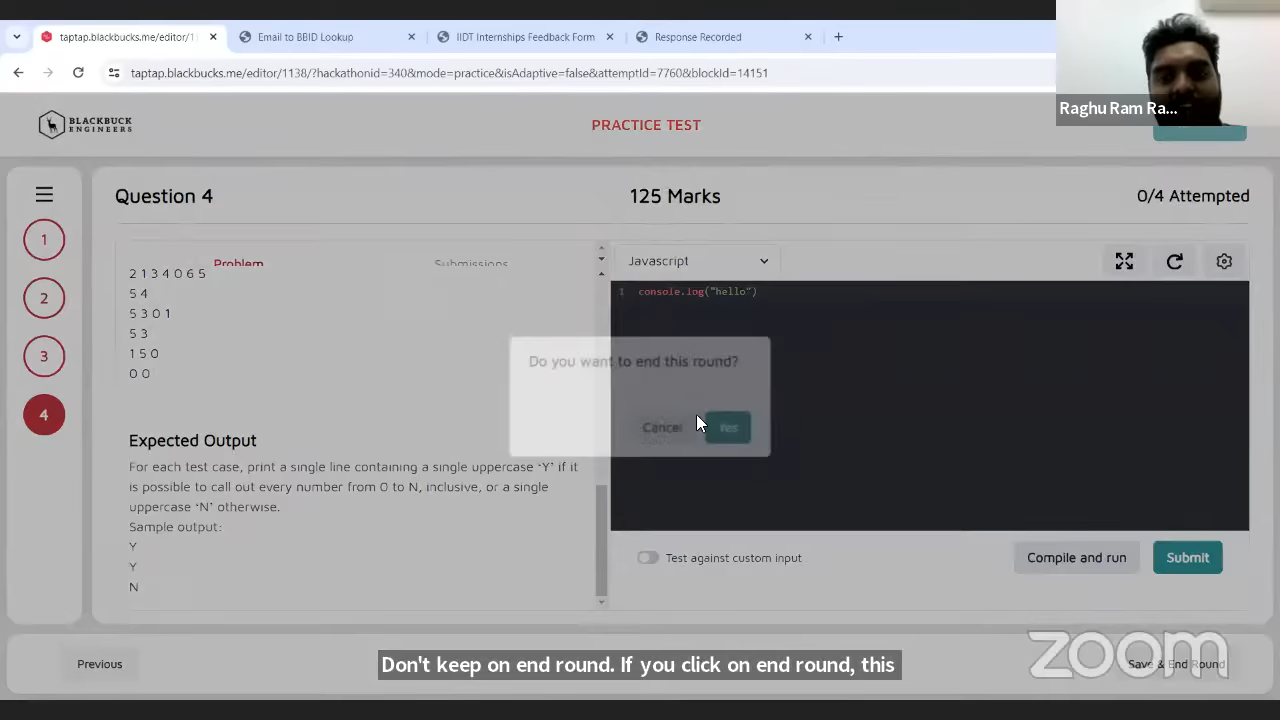 taptap.blackbucks.me/editor/1
Email to BBID Lookup
IIDT Internships Feedback Form
Response Recorded
taptap.blackbucks.me/editor/1138/?hackathonid=340&mode=practice&isAdaptive=false&attemptId=7760&blockId=14151
Raghu Ram Ra...
BLACKBUCK
ENGINEERS
PRACTICE TEST
Question 4
125 Marks
0/4 Attempted
1
2
3
4
Problem
Submissions
2 1 3 4 0 6 5
5 4
5 3 0 1
5 3
1 5 0
0 0
Expected Output
For each test case, print a single line containing a single uppercase ‘Y’ if it
is possible to call out every number from 0 to N, inclusive, or a single
uppercase ‘N’ otherwise.
Sample output:
Y
Y
N
Javascript
1 console.log("hello")
Do you want to end this round?
Cancel
Yes
Test against custom input
Compile and run
Submit
Previous
Save & End Round
Don't keep on end round. If you click on end round, this
zoom